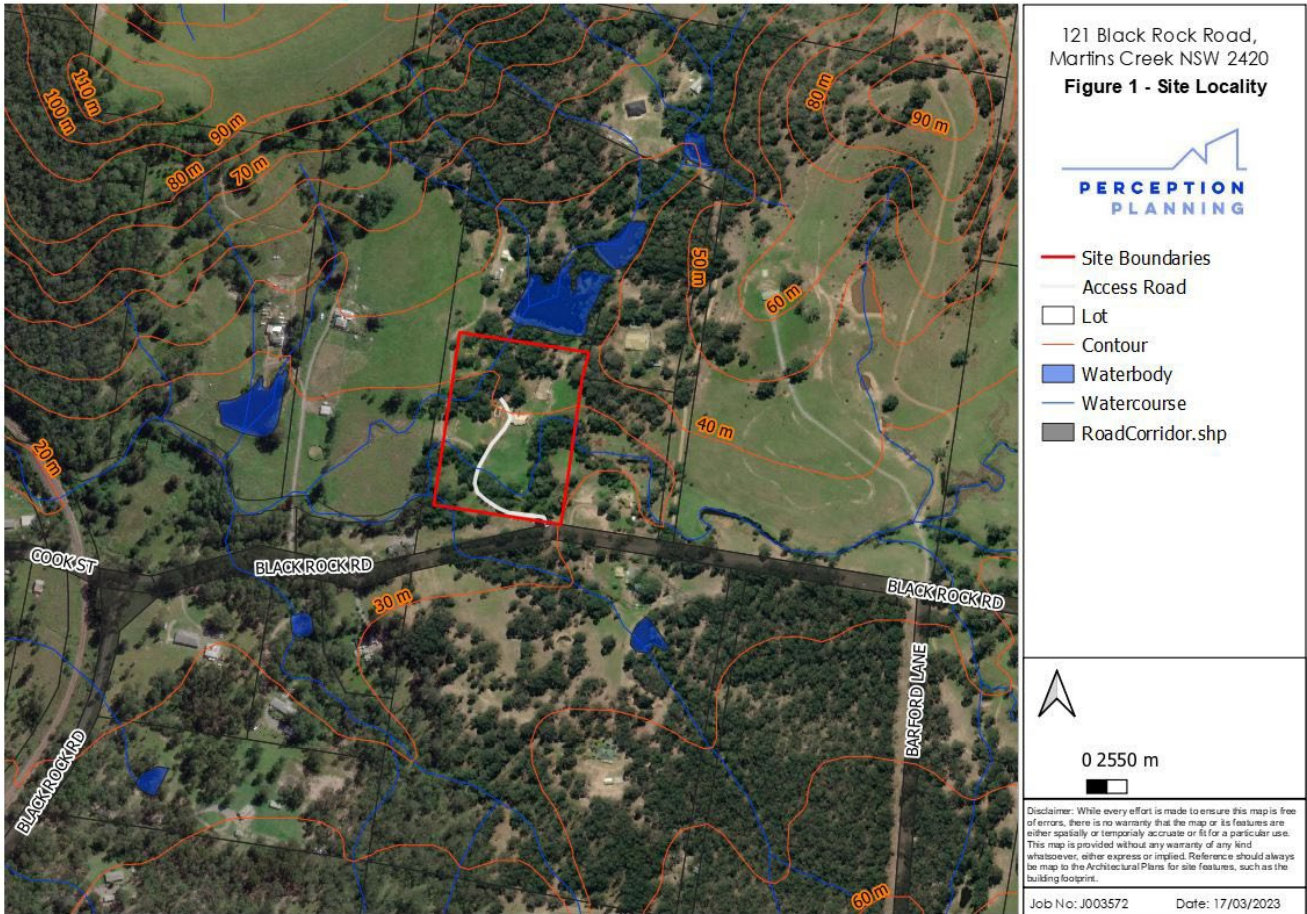 110 m
100 m
90 m
80 m
70 m
80 m
90 m
50 m
60 m
40 m
20 m
COOK ST
BLACK ROCK RD
30 m
BLACK ROCK RD
BARFORD LANE
BLACK ROCK RD
60 m
121 Black Rock Road,
Martins Creek NSW 2420
Figure 1 - Site Locality
PERCEPTION
PLANNING
Site Boundaries
Access Road
Lot
Contour
Waterbody
Watercourse
RoadCorridor.shp
0 2550 m
Disclaimer: While every effort is made to ensure this map is free
of errors, there is no warranty that the map or its features are
either spatially or temporialy accruate or fit for a particular use.
This map is provided without any warranty of any kind
whatsoever, either express or implied. Reference should always
be map to the Architectural Plans for site features, such as the
building footprint.
Job No: J003572 Date: 17/03/2023